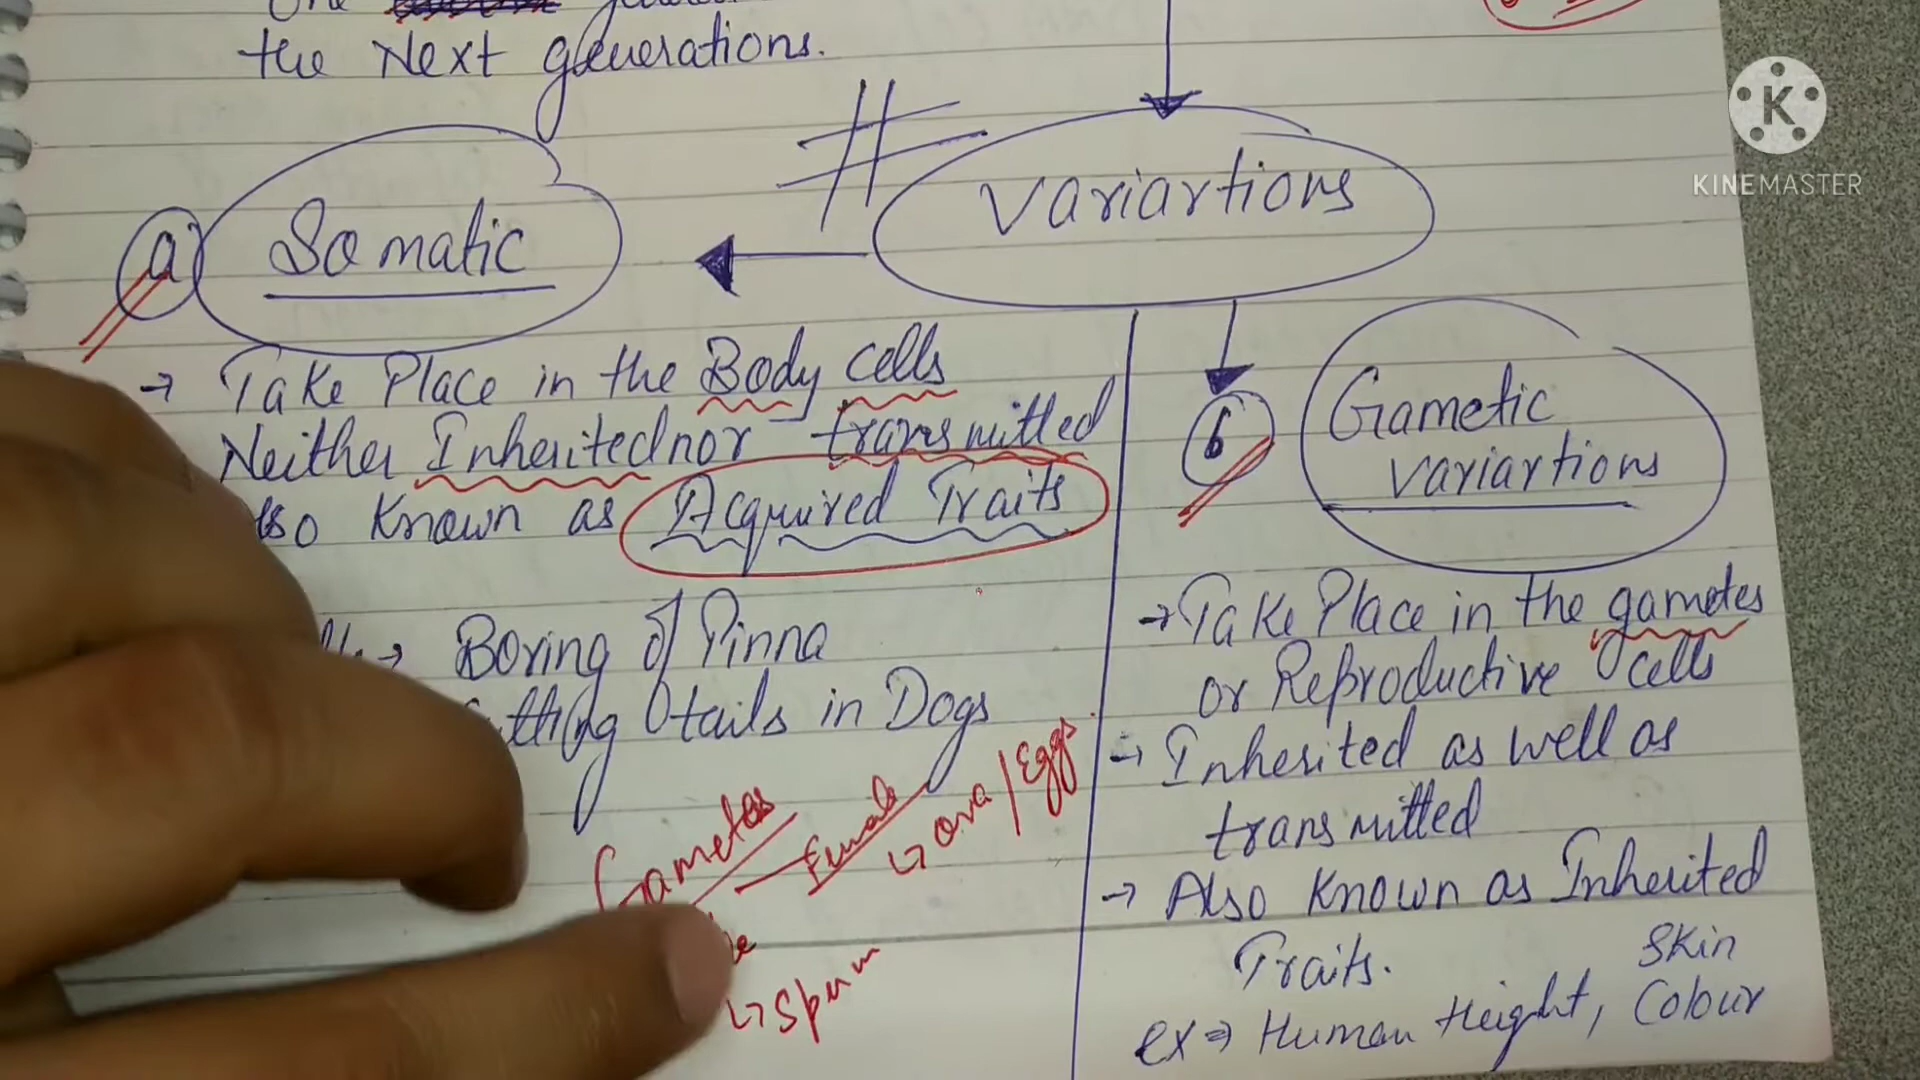 the Next generations.
Variartions
a
Somatic
→ Take Place in the Body cells
Neither Inherited nor transmitted
so Known as Acquired Traits
→ Boring of Pinna
tails in Dogs
Gametes
Female
↳ ova/Eggs
↳ sperm
b
Gametic
variartions
→ Take Place in the gametes
or Reproductive cells
→ Inherited as well as
transmitted
→ Also Known as Inherited
Traits.
ex ⇒ Human Height, Skin
Colour
K
KINEMASTER